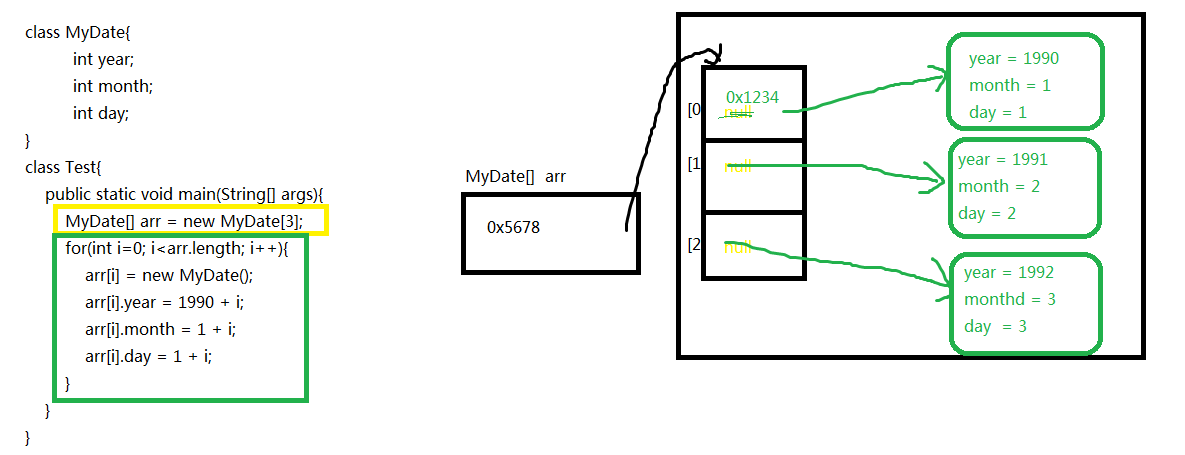 class MyDate{
int year;
int month;
int day;
}
class Test{
public static void main(String[] args){
MyDate[] arr = new MyDate[3];
for(int i=0; i<arr.length; i++){
arr[i] = new MyDate();
arr[i].year = 1990 + i;
arr[i].month = 1 + i;
arr[i].day = 1 + i;
}
}
}
MyDate[] arr
0x5678
[0
0x1234
null
[1
null
[2
null
year = 1990
month = 1
day = 1
year = 1991
month = 2
day = 2
year = 1992
monthd = 3
day = 3